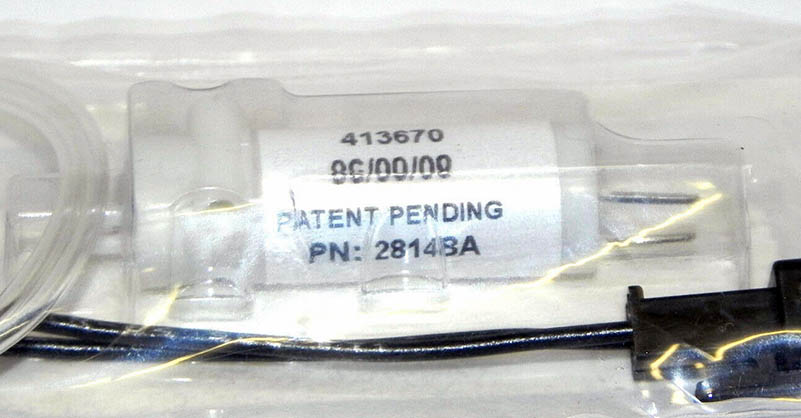 413670
PATENT PENDING
PN: 2814BA